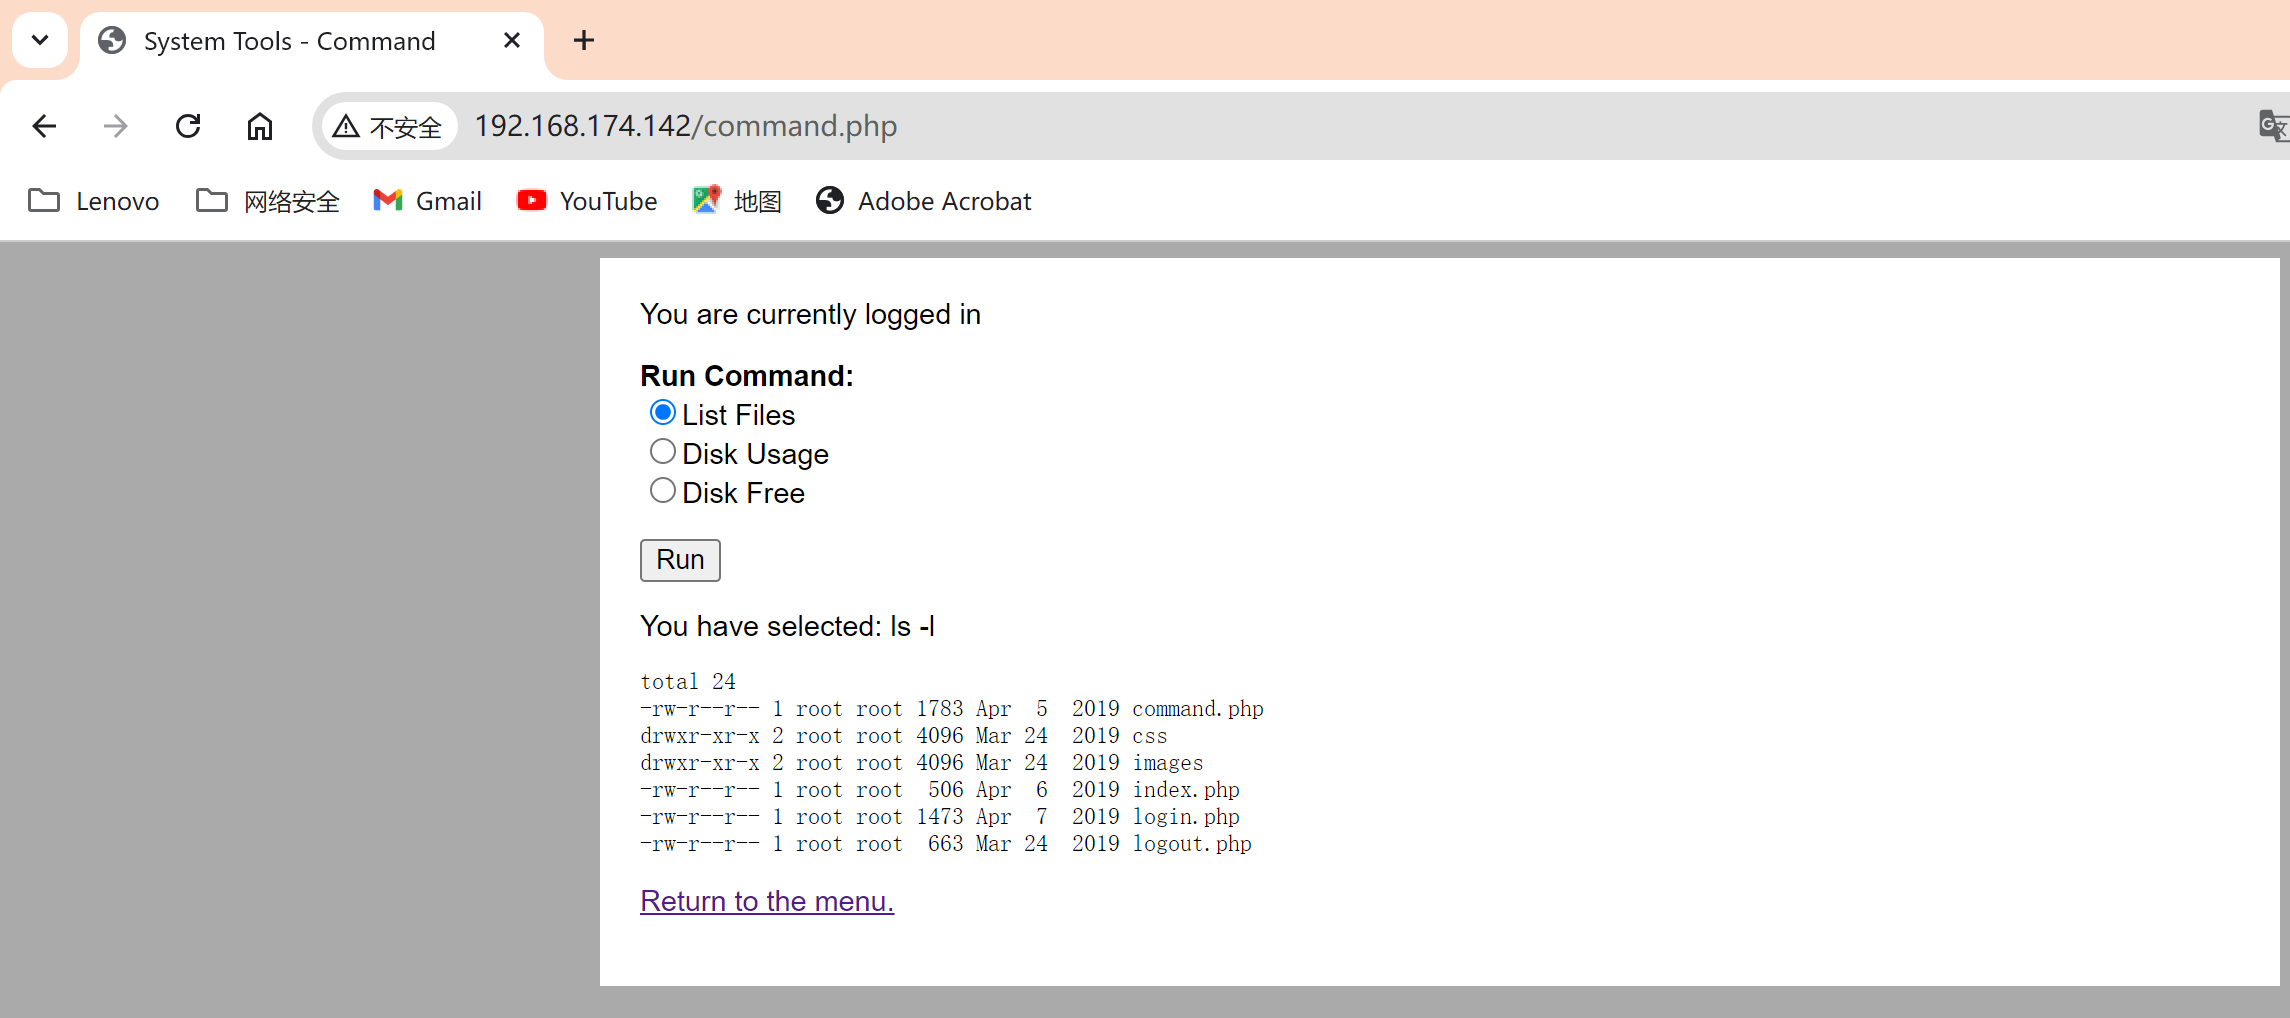 System Tools - Command
不安全 192.168.174.142/command.php
Lenovo 网络安全 Gmail YouTube 地图 Adobe Acrobat
You are currently logged in
Run Command:
List Files
Disk Usage
Disk Free
Run
You have selected: ls -l
total 24
-rw-r--r-- 1 root root 1783 Apr  5  2019 command.php
drwxr-xr-x 2 root root 4096 Mar 24  2019 css
drwxr-xr-x 2 root root 4096 Mar 24  2019 images
-rw-r--r-- 1 root root  506 Apr  6  2019 index.php
-rw-r--r-- 1 root root 1473 Apr  7  2019 login.php
-rw-r--r-- 1 root root  663 Mar 24  2019 logout.php
Return to the menu.